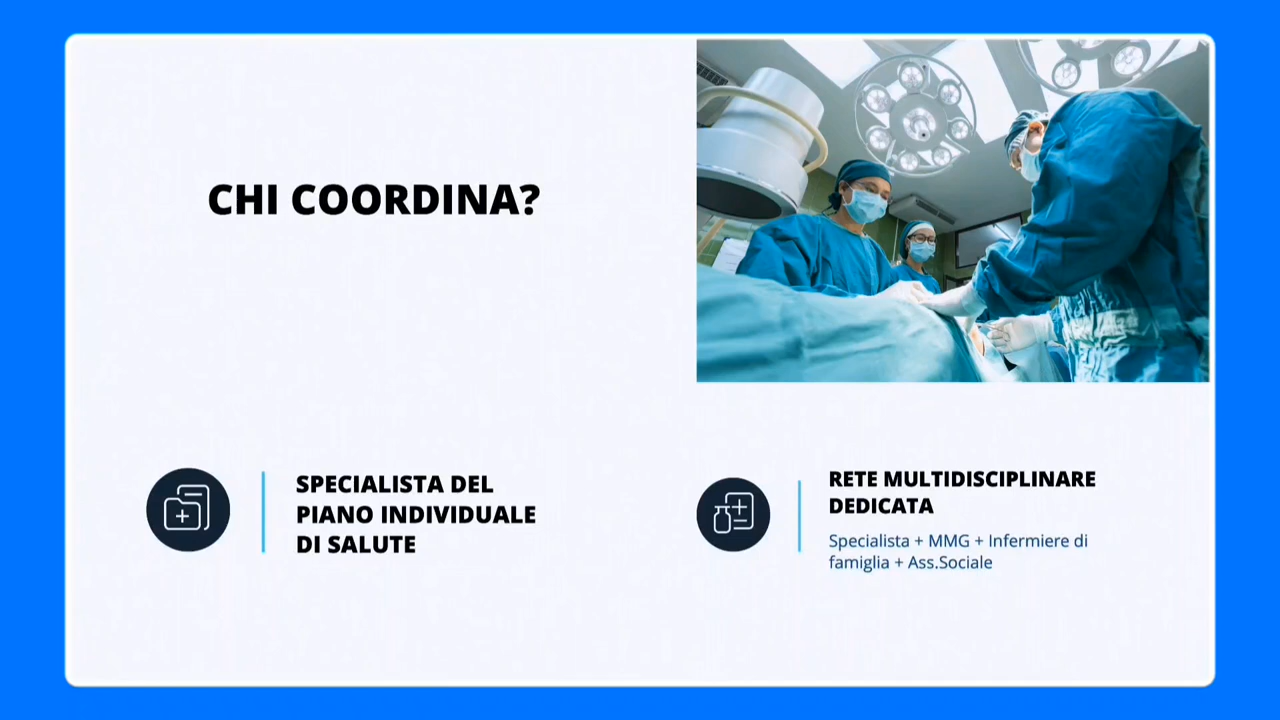 CHI COORDINA?
SPECIALISTA DEL
PIANO INDIVIDUALE
DI SALUTE
RETE MULTIDISCIPLINARE
DEDICATA
Specialista + MMG + Infermiere di
famiglia + Ass.Sociale